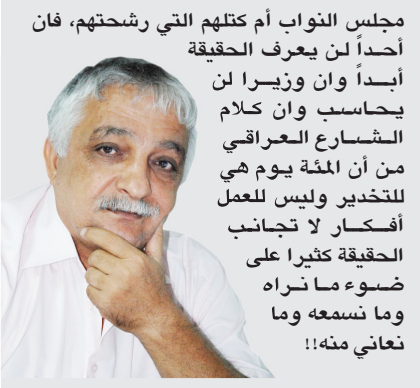 مجلس النواب أم كتلهم التي رشحتهم، فان
أحداً لن يعرف الحقيقة
أبداً وان وزيرا لن
يحاسب وان كلام
الشارع العراقي
من أن المئة يوم هي
للتخدير وليس للعمل
أفكار لا تجانب
الحقيقة كثيرا على
ضوء ما نراه
وما نسمعه وما
نعاني منه!!